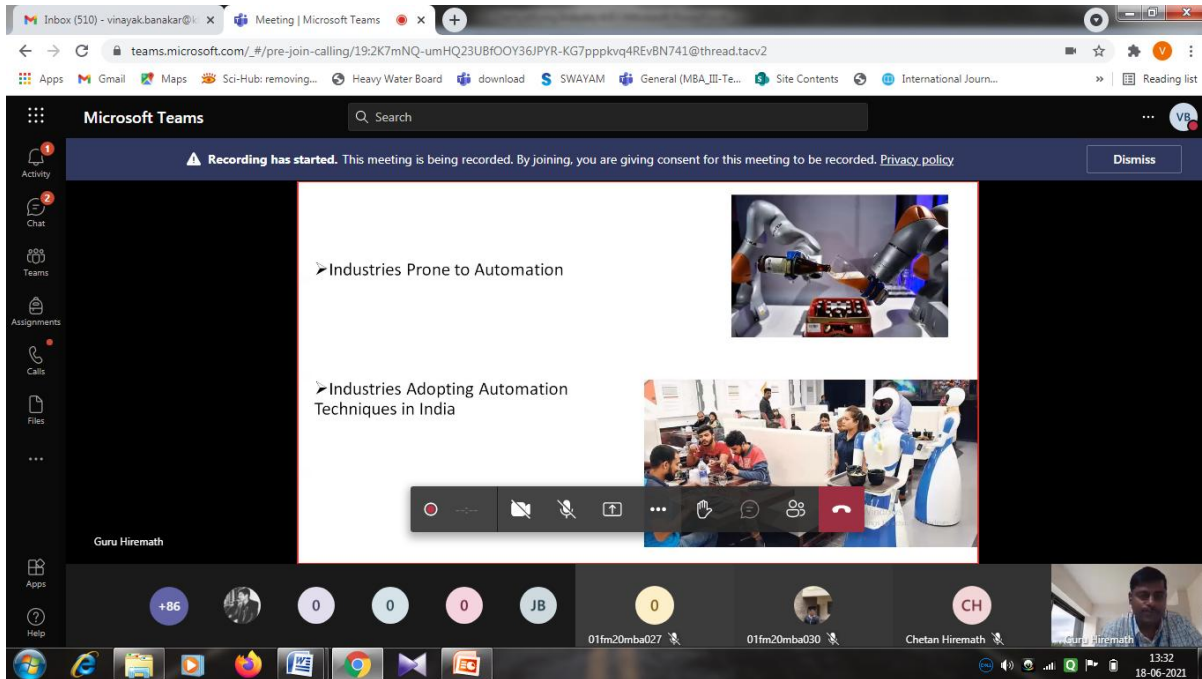 Inbox (510) - vinayak.banakar@
Meeting | Microsoft Teams
teams.microsoft.com/_#/pre-join-calling/19:2K7mNQ-umHQ23UBfOOY36JPYR-KG7pppkvq4REvBN741@thread.tacv2
Apps Gmail Maps Sci-Hub: removing... Heavy Water Board download SWAYAM General (MBA_III-Te... Site Contents International Journ... » Reading list
Microsoft Teams
Search
VB
Recording has started. This meeting is being recorded. By joining, you are giving consent for this meeting to be recorded. Privacy policy
Dismiss
1
Activity
2
Chat
Teams
Assignments
Calls
Files
Apps
Help
➢Industries Prone to Automation
➢Industries Adopting Automation
Techniques in India
--:--
Guru Hiremath
+86 0 0 0 JB 0 CH
01fm20mba027
01fm20mba030
Chetan Hiremath
Guru Hiremath
13:32
18-06-2021